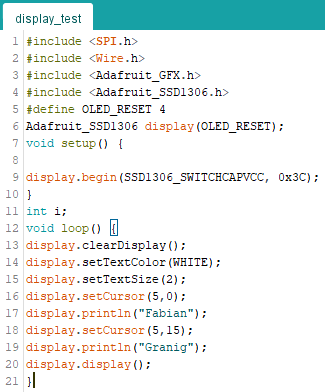 display_test
1 #include <SPI.h>
2 #include <Wire.h>
3 #include <Adafruit_GFX.h>
4 #include <Adafruit_SSD1306.h>
5 #define OLED_RESET 4
6 Adafruit_SSD1306 display(OLED_RESET);
7 void setup() {
8
9 display.begin(SSD1306_SWITCHCAPVCC, 0x3C);
10 }
11 int i;
12 void loop() {
13 display.clearDisplay();
14 display.setTextColor(WHITE);
15 display.setTextSize(2);
16 display.setCursor(5,0);
17 display.println("Fabian");
18 display.setCursor(5,15);
19 display.println("Granig");
20 display.display();
21 }